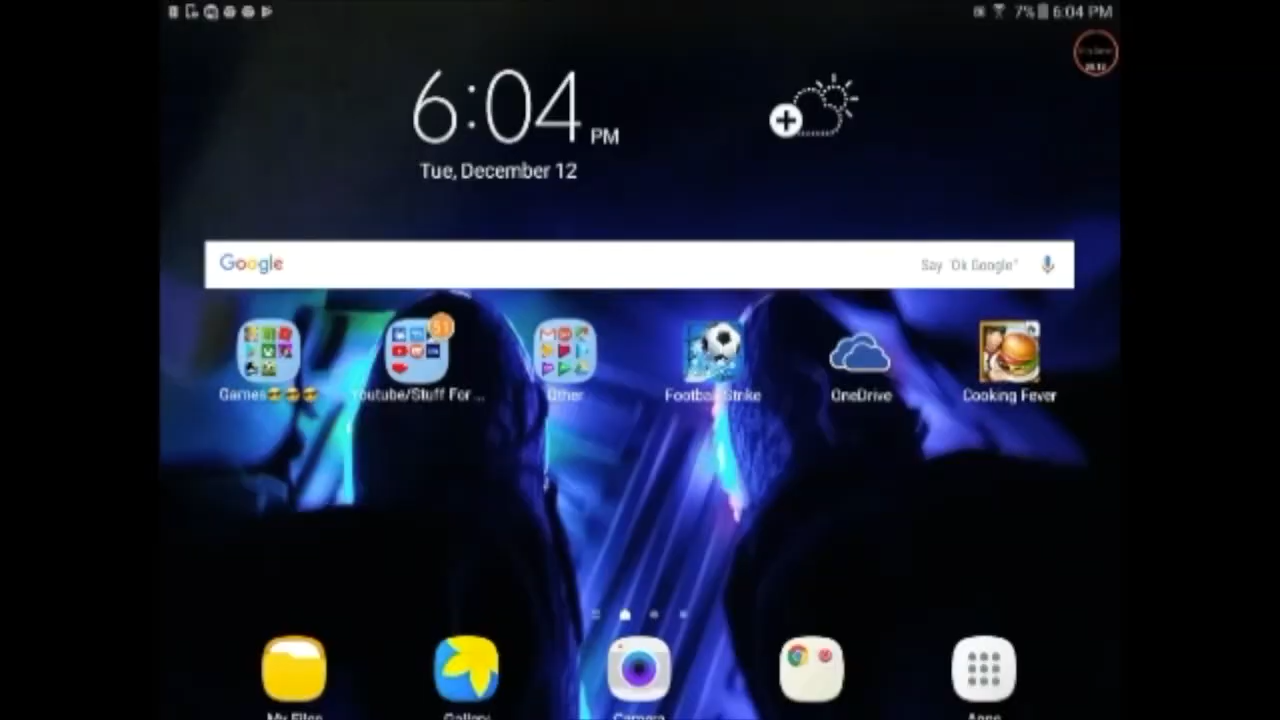 7% 6:04 PM
6:04 PM
Tue, December 12
Google Say "Ok Google"
51
Games😎😎😎 Youtube/Stuff For ... Other Football Strike OneDrive Cooking Fever
My Files Gallery Camera Apps